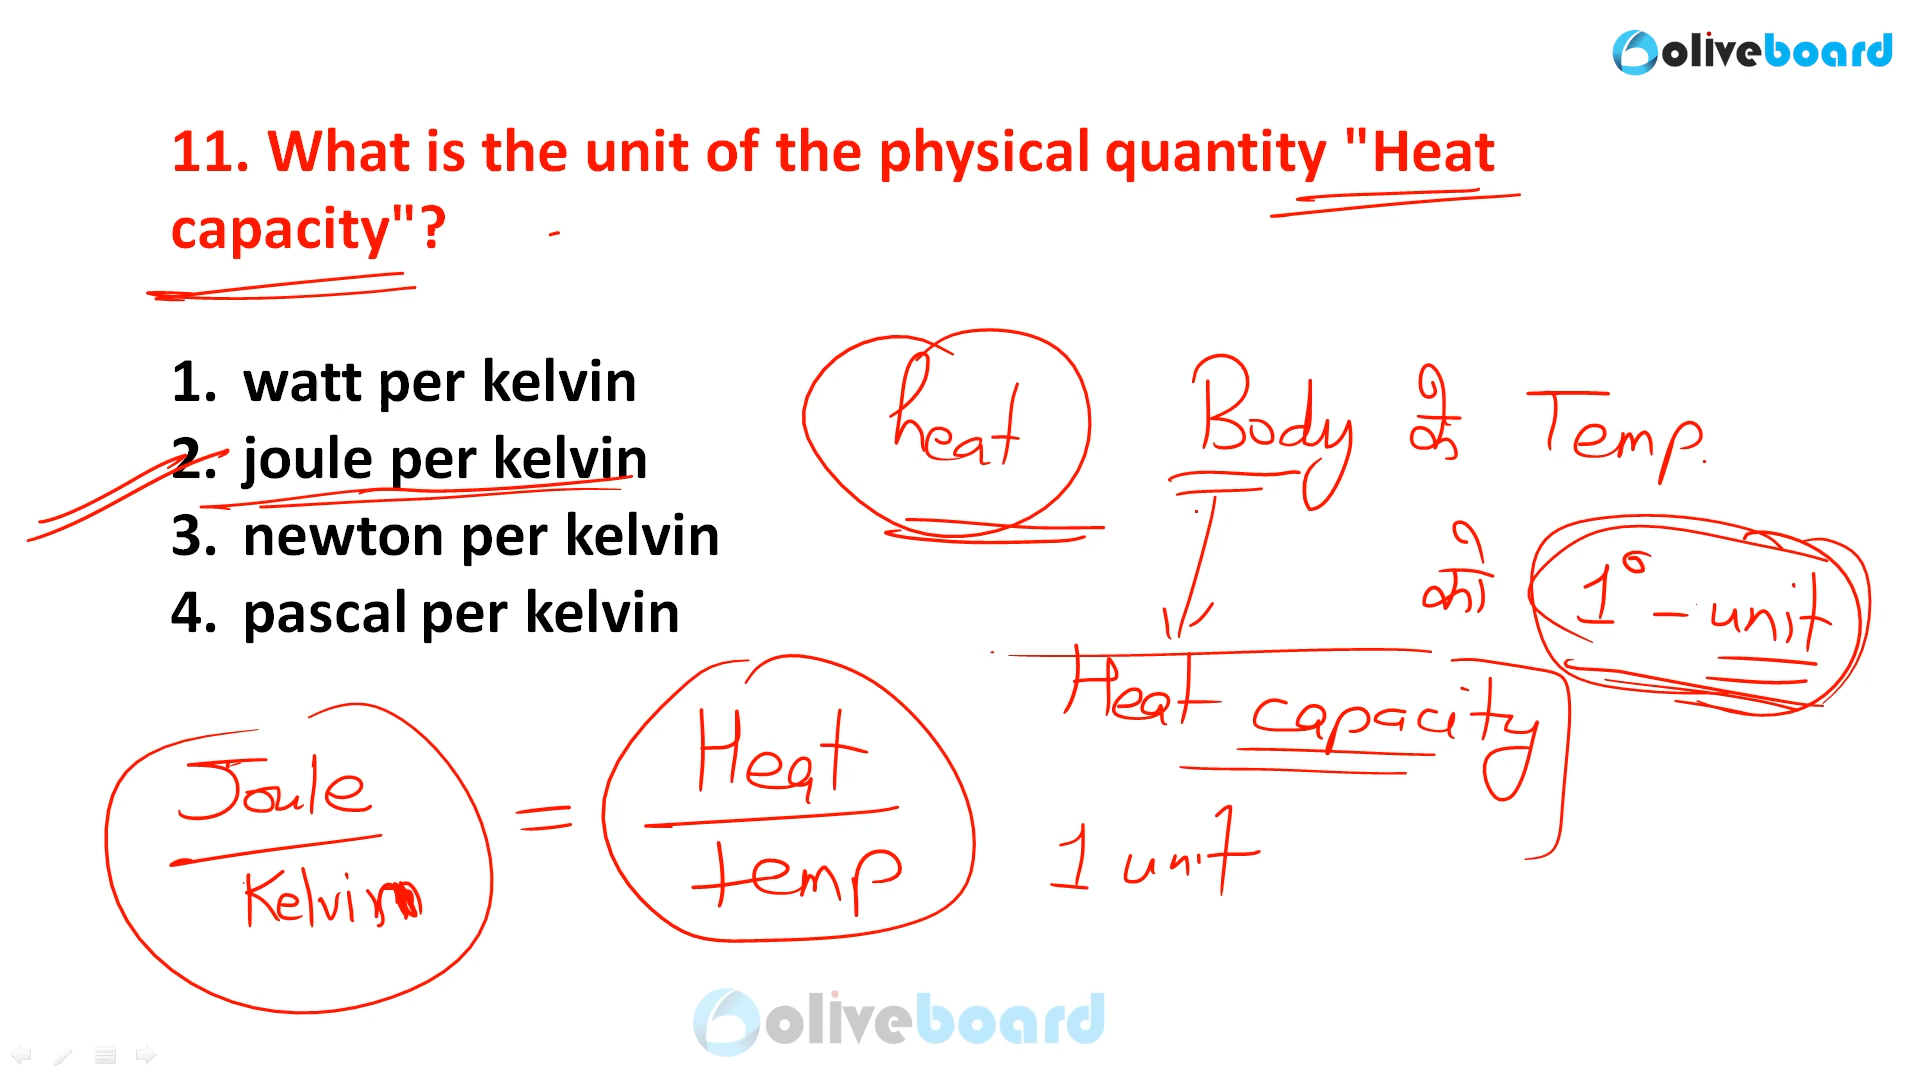 oliveboard
11. What is the unit of the physical quantity "Heat
capacity"?
1. watt per kelvin
2. joule per kelvin
3. newton per kelvin
4. pascal per kelvin
heat Body के Temp.
को 1° - unit
Heat capacity
1 unit
Joule
Kelvin
=
Heat
temp
oliveboard